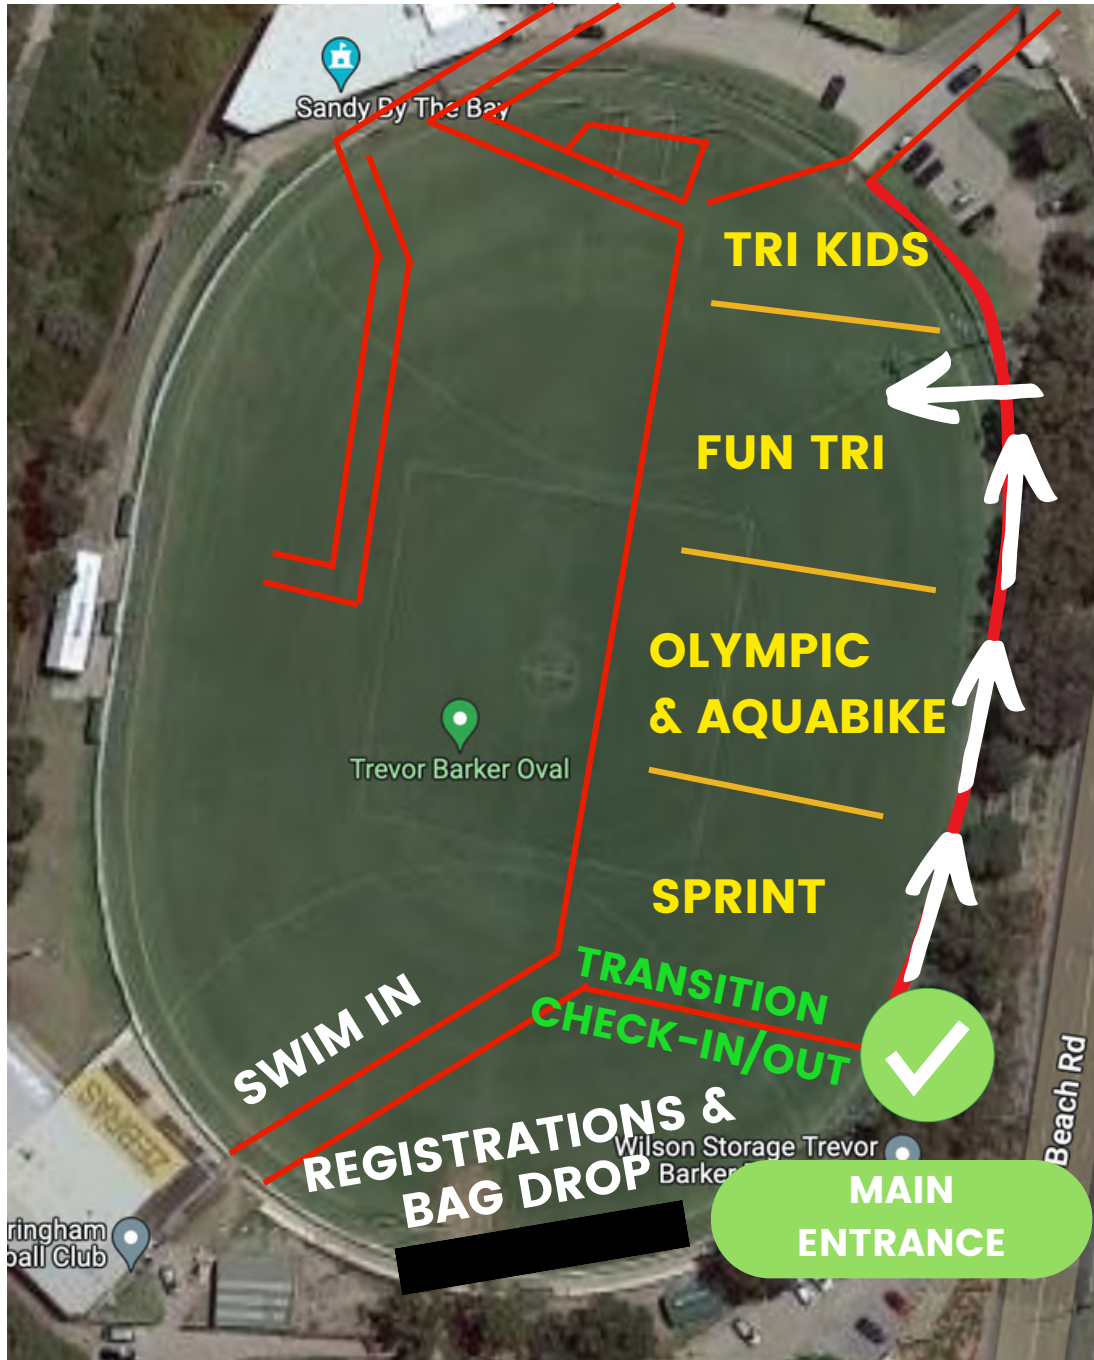 Sandy By The Bay
TRI KIDS
FUN TRI
OLYMPIC
& AQUABIKE
Trevor Barker Oval
SPRINT
TRANSITION
CHECK-IN/OUT
SWIM IN
REGISTRATIONS &
BAG DROP
Wilson Storage Trevor
Barker
Beach Rd
MAIN
ENTRANCE
ZEBRAS
ringham
ball Club